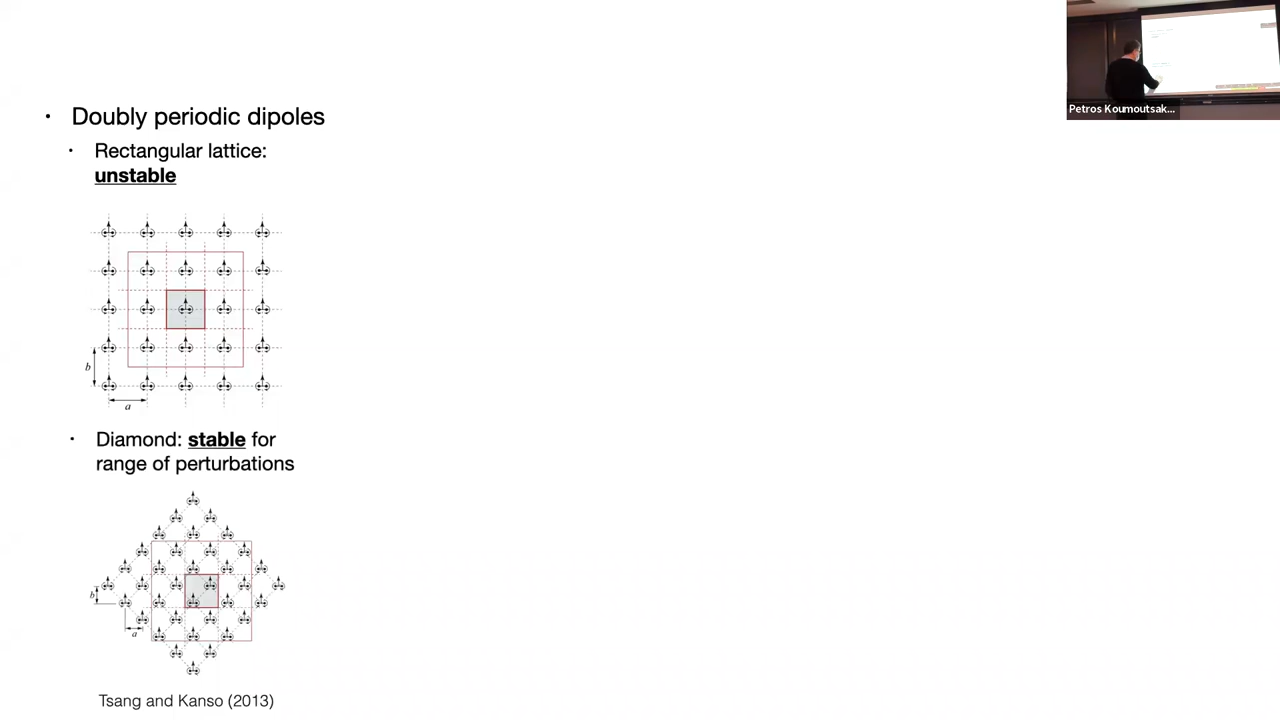 • Doubly periodic dipoles
• Rectangular lattice:
unstable
b
a
• Diamond: stable for
range of perturbations
b
a
Tsang and Kanso (2013)
Petros Koumoutsak...